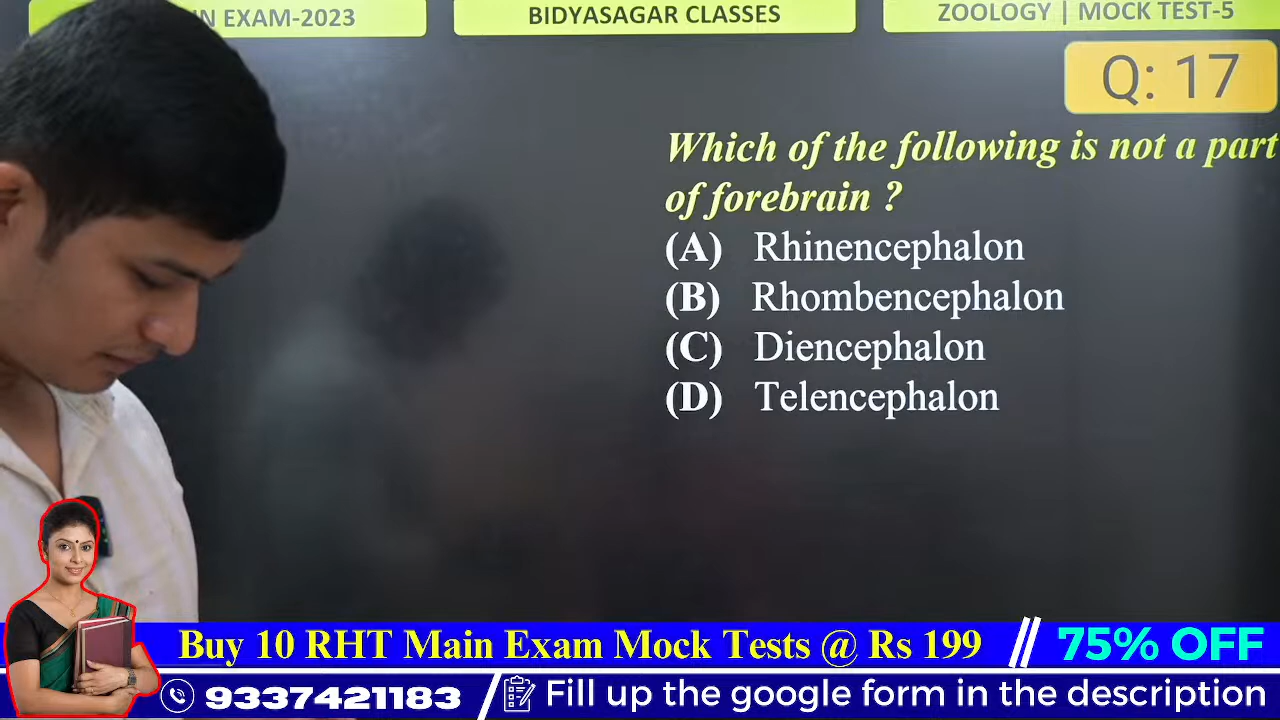 IN EXAM-2023
BIDYASAGAR CLASSES
ZOOLOGY | MOCK TEST-5
Q: 17
Which of the following is not a part
of forebrain ?
(A) Rhinencephalon
(B) Rhombencephalon
(C) Diencephalon
(D) Telencephalon
Buy 10 RHT Main Exam Mock Tests @ Rs 199 // 75% OFF
9337421183 / Fill up the google form in the description